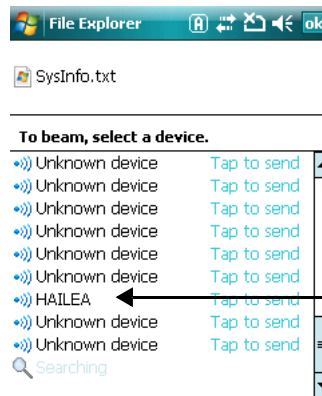 File Explorer ok
SysInfo.txt
To beam, select a device.
Unknown device Tap to send
Unknown device Tap to send
Unknown device Tap to send
Unknown device Tap to send
Unknown device Tap to send
Unknown device Tap to send
HAILEA Tap to send
Unknown device Tap to send
Unknown device Tap to send
Searching